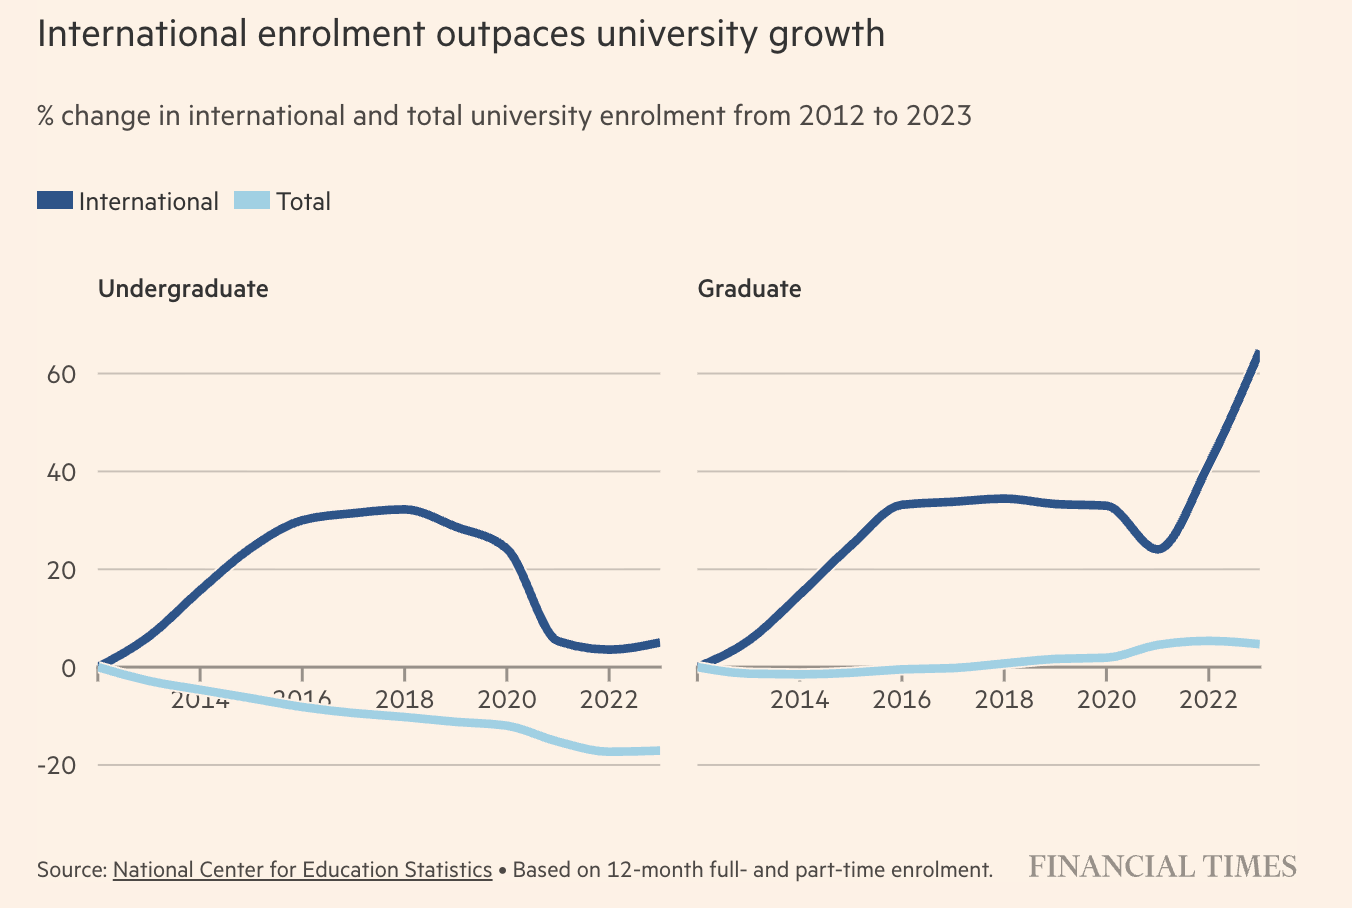 International enrolment outpaces university growth
% change in international and total university enrolment from 2012 to 2023
International Total
Undergraduate Graduate
60
40
20
0
2014 2016 2018 2020 2022 2014 2016 2018 2020 2022
-20
Source: National Center for Education Statistics • Based on 12-month full- and part-time enrolment. FINANCIAL TIMES